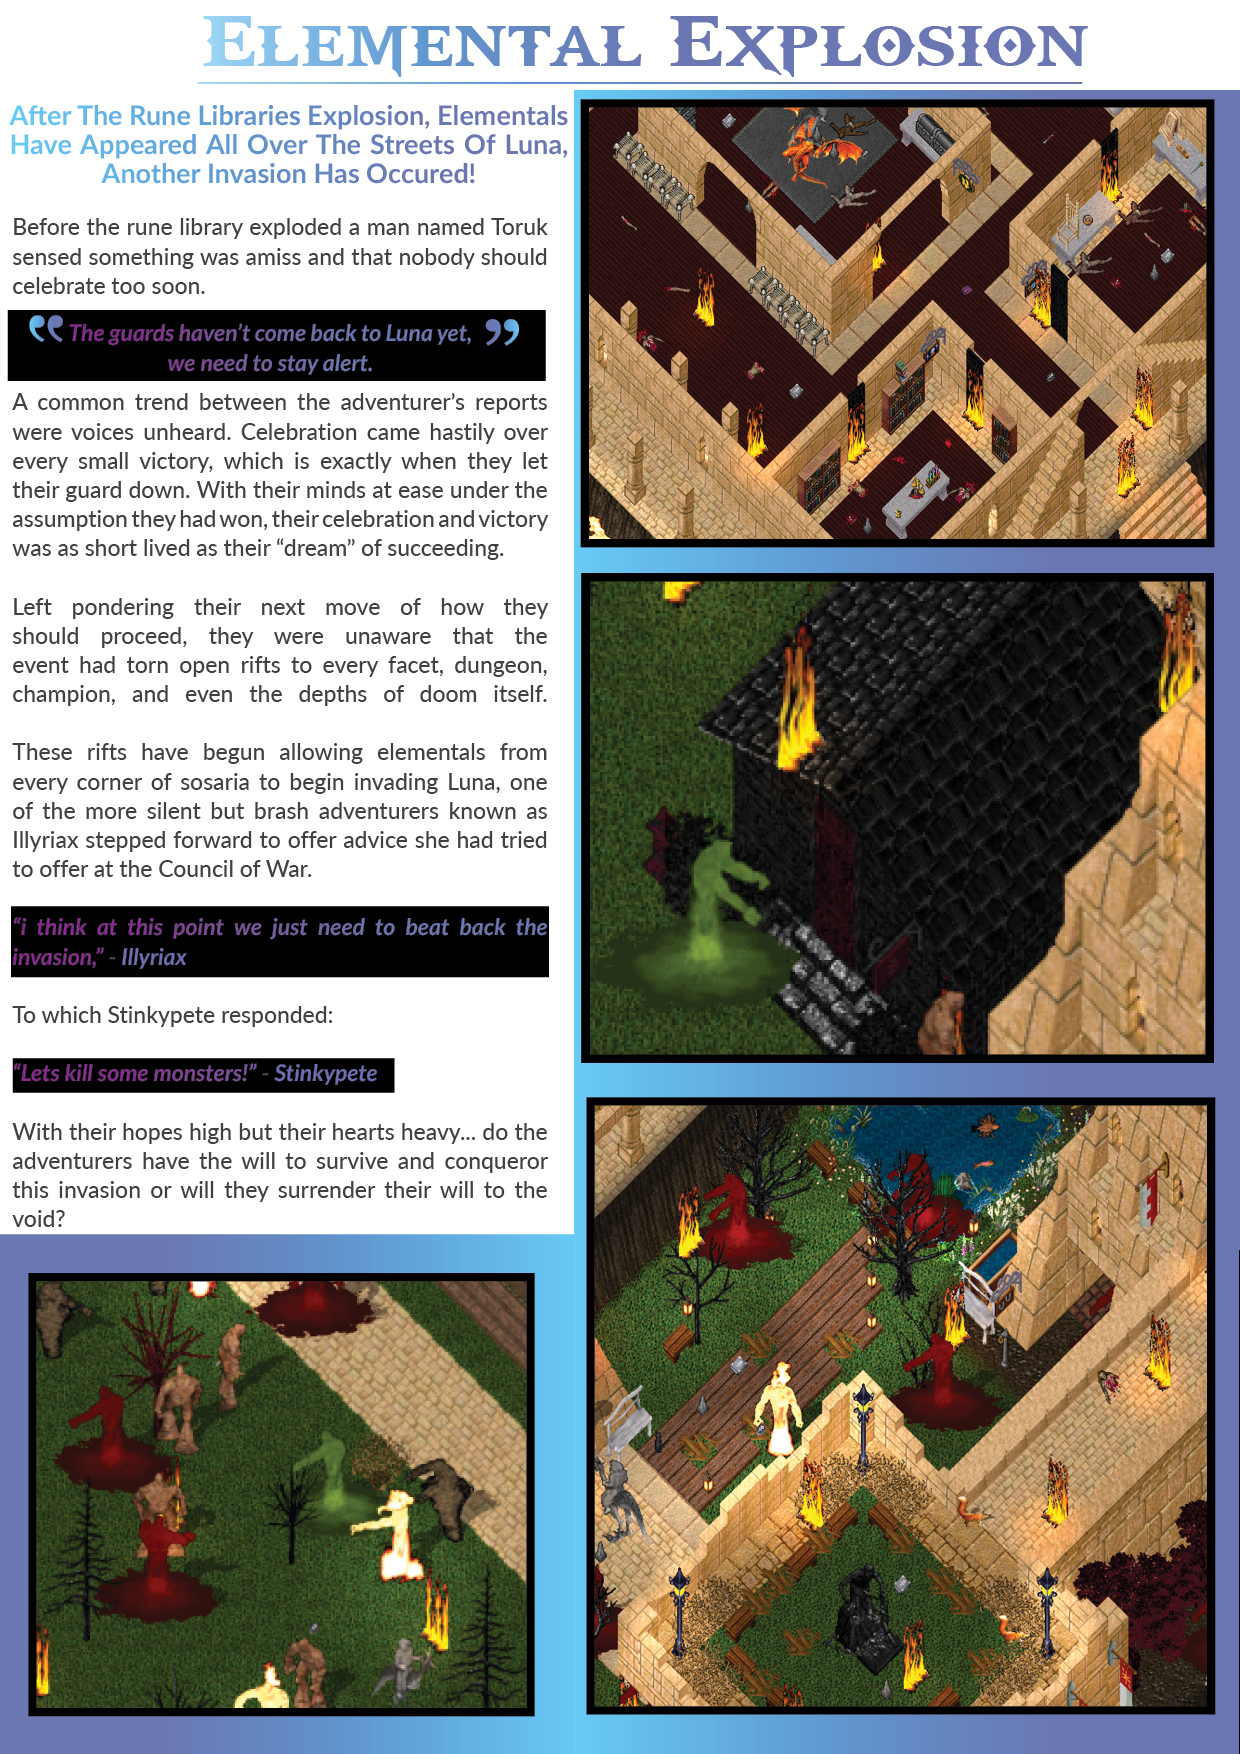 Elemental Explosion
After The Rune Libraries Explosion, Elementals
Have Appeared All Over The Streets Of Luna,
Another Invasion Has Occured!
Before the rune library exploded a man named Toruk
sensed something was amiss and that nobody should
celebrate too soon.
“The guards haven’t come back to Luna yet, ”
we need to stay alert.
A common trend between the adventurer’s reports
were voices unheard. Celebration came hastily over
every small victory, which is exactly when they let
their guard down. With their minds at ease under the
assumption they had won, their celebration and victory
was as short lived as their “dream” of succeeding.
Left pondering their next move of how they
should proceed, they were unaware that the
event had torn open rifts to every facet, dungeon,
champion, and even the depths of doom itself.
These rifts have begun allowing elementals from
every corner of sosaria to begin invading Luna, one
of the more silent but brash adventurers known as
Illyriax stepped forward to offer advice she had tried
to offer at the Council of War.
“i think at this point we just need to beat back the
invasion,” - Illyriax
To which Stinkypete responded:
“Lets kill some monsters!” - Stinkypete
With their hopes high but their hearts heavy... do the
adventurers have the will to survive and conqueror
this invasion or will they surrender their will to the
void?